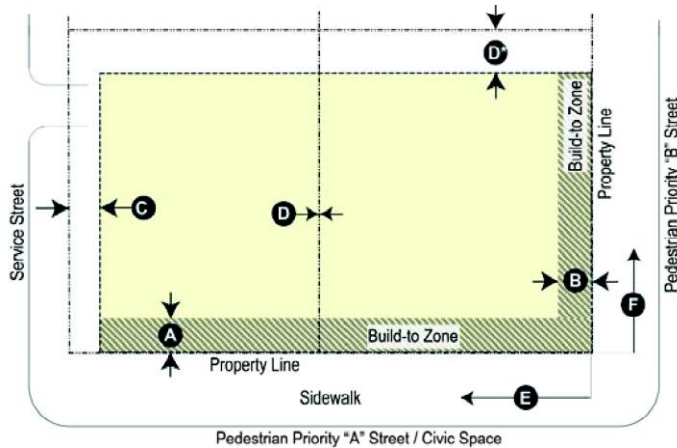 D*
Build-to Zone
Property Line
Pedestrian Priority "B" Street
Service Street
C
D
B
F
A
Build-to Zone
Property Line
Sidewalk
E
Pedestrian Priority "A" Street / Civic Space